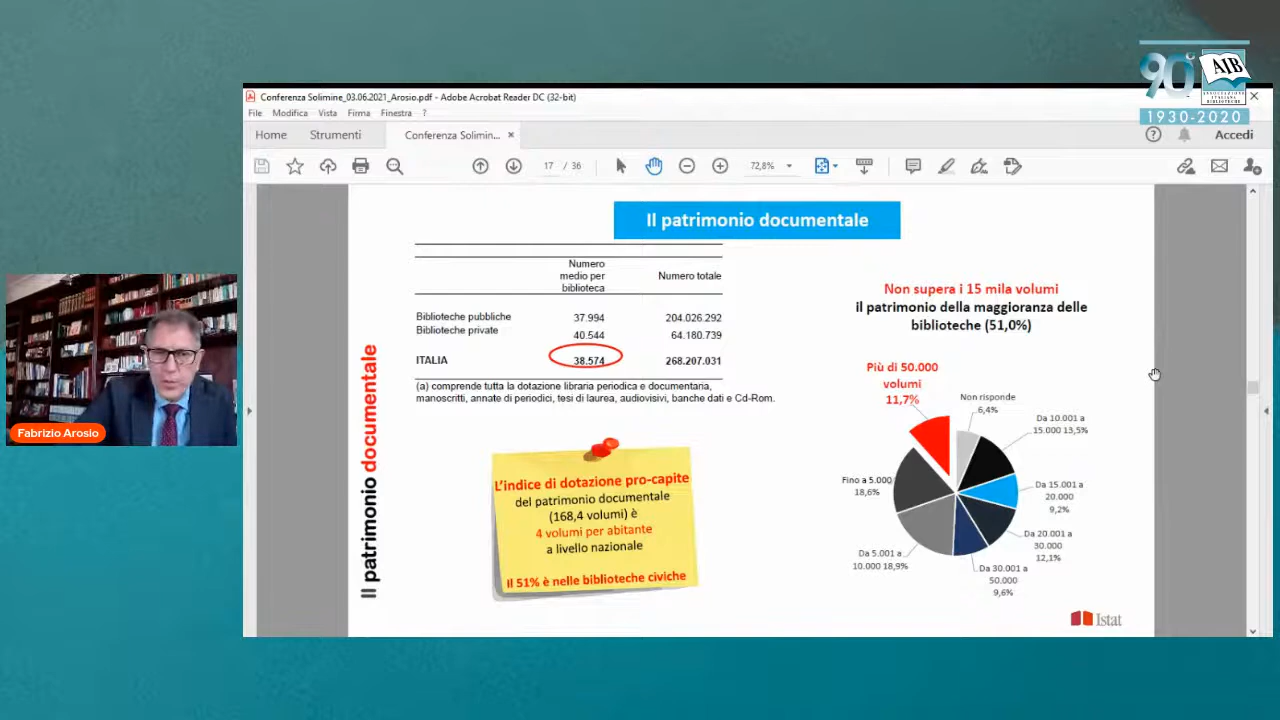 90°
AIB
ASSOCIAZIONE
ITALIANA
BIBLIOTECHE
1930-2020
Conferenza Solimine_03.06.2021_Arosio.pdf - Adobe Acrobat Reader DC (32-bit)
File Modifica Vista Firma Finestra ?
Home Strumenti Conferenza Solimin... × Accedi
17 / 36 72,8%
Il patrimonio documentale
Numero
medio per
biblioteca
Numero totale
Biblioteche pubbliche 37.994 204.026.292
Biblioteche private 40.544 64.180.739
ITALIA 38.574 268.207.031
(a) comprende tutta la dotazione libraria periodica e documentaria,
manoscritti, annate di periodici, tesi di laurea, audiovisivi, banche dati e Cd-Rom.
Il patrimonio documentale
L'indice di dotazione pro-capite
del patrimonio documentale
(168,4 volumi) è
4 volumi per abitante
a livello nazionale
Il 51% è nelle biblioteche civiche
Non supera i 15 mila volumi
il patrimonio della maggioranza delle
biblioteche (51,0%)
Più di 50.000
volumi
11,7%
Non risponde
6,4%
Da 10.001 a
15.000 13,5%
Da 15.001 a
20.000
9,2%
Da 20.001 a
30.000
12,1%
Da 30.001 a
50.000
9,6%
Da 5.001 a
10.000 18,9%
Fino a 5.000
18,6%
Istat
Fabrizio Arosio